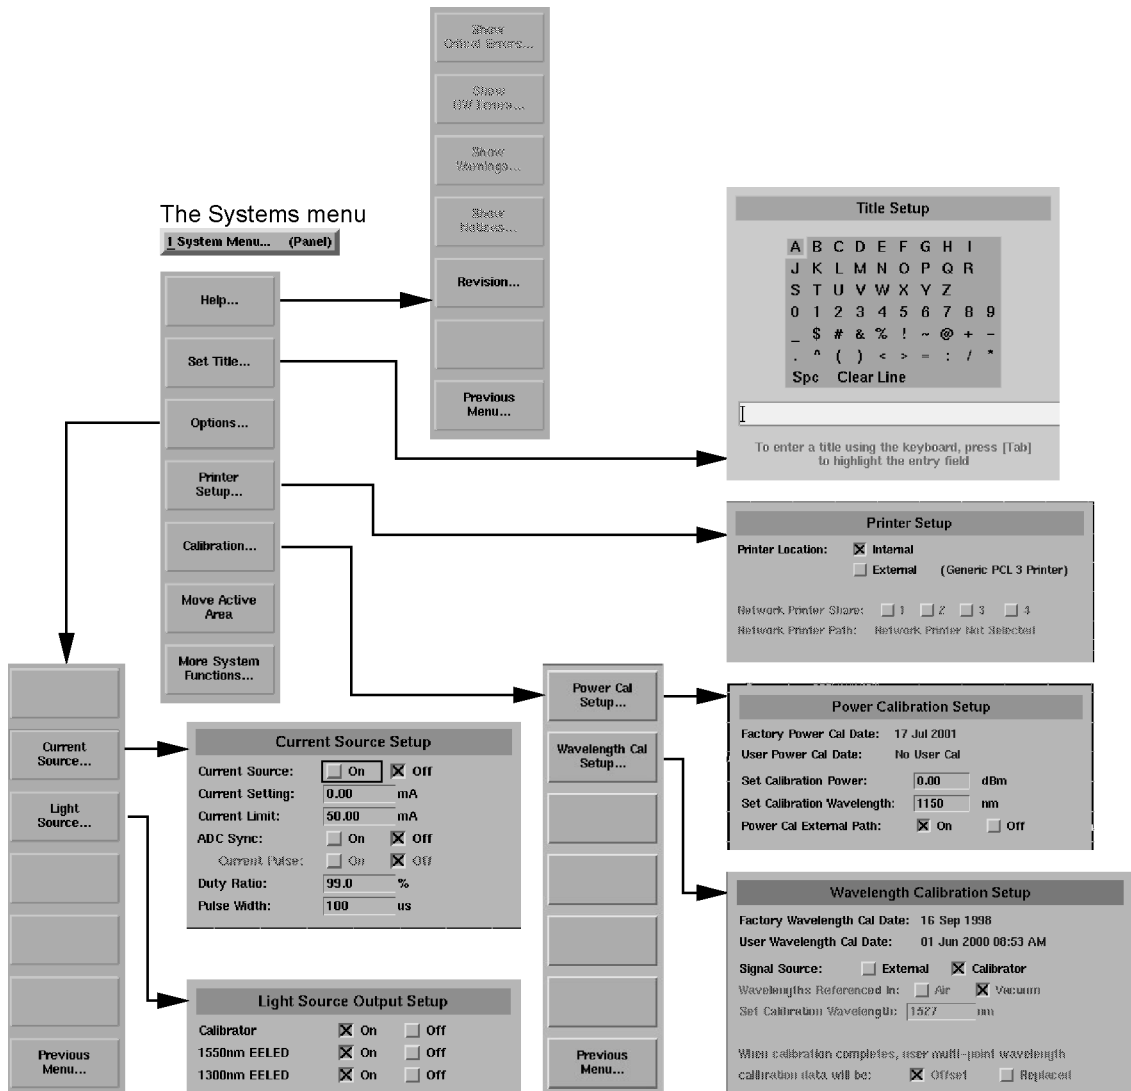 Show
Critical Errors...
Show
HW Errors...
Show
Warnings...
Show
Notices...
Revision...
Previous
Menu...
The Systems menu
I System Menu... (Panel)
Help...
Set Title...
Options...
Printer
Setup...
Calibration...
Move Active
Area
More System
Functions...
Title Setup
A B C D E F G H I
J K L M N O P Q R
S T U V W X Y Z
0 1 2 3 4 5 6 7 8 9
_ $ # & % ! ~ @ + -
. ^ ( ) < > = : / *
Spc Clear Line
To enter a title using the keyboard, press [Tab]
to highlight the entry field
Printer Setup
Printer Location: Internal
External (Generic PCL 3 Printer)
Network Printer Share: 1 2 3 4
Network Printer Path: Network Printer Not Selected
Current
Source...
Light
Source...
Previous
Menu...
Current Source Setup
Current Source: On Off
Current Setting: 0.00 mA
Current Limit: 50.00 mA
ADC Sync: On Off
Current Pulse: On Off
Duty Ratio: 99.0 %
Pulse Width: 100 us
Light Source Output Setup
Calibrator On Off
1550nm EELED On Off
1300nm EELED On Off
Power Cal
Setup...
Wavelength Cal
Setup...
Previous
Menu...
Power Calibration Setup
Factory Power Cal Date: 17 Jul 2001
User Power Cal Date: No User Cal
Set Calibration Power: 0.00 dBm
Set Calibration Wavelength: 1150 nm
Power Cal External Path: On Off
Wavelength Calibration Setup
Factory Wavelength Cal Date: 16 Sep 1998
User Wavelength Cal Date: 01 Jun 2000 08:53 AM
Signal Source: External Calibrator
Wavelengths Referenced In: Air Vacuum
Set Calibration Wavelength: 1527 nm
When calibration completes, user multi-point wavelength
calibration data will be: Offset Replaced